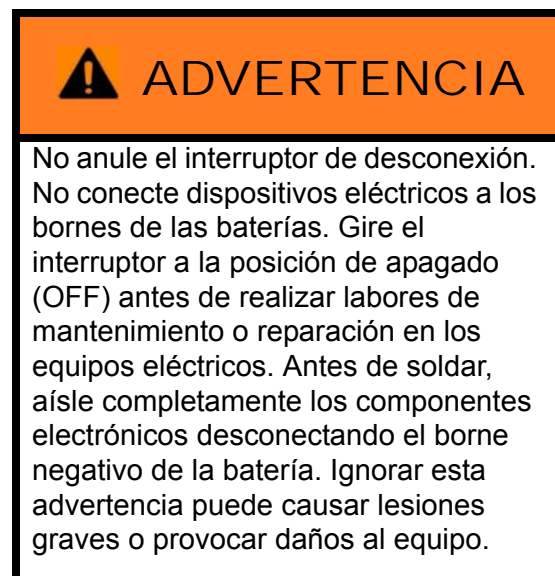 ADVERTENCIA
No anule el interruptor de desconexión.
No conecte dispositivos eléctricos a los
bornes de las baterías. Gire el
interruptor a la posición de apagado
(OFF) antes de realizar labores de
mantenimiento o reparación en los
equipos eléctricos. Antes de soldar,
aísle completamente los componentes
electrónicos desconectando el borne
negativo de la batería. Ignorar esta
advertencia puede causar lesiones
graves o provocar daños al equipo.